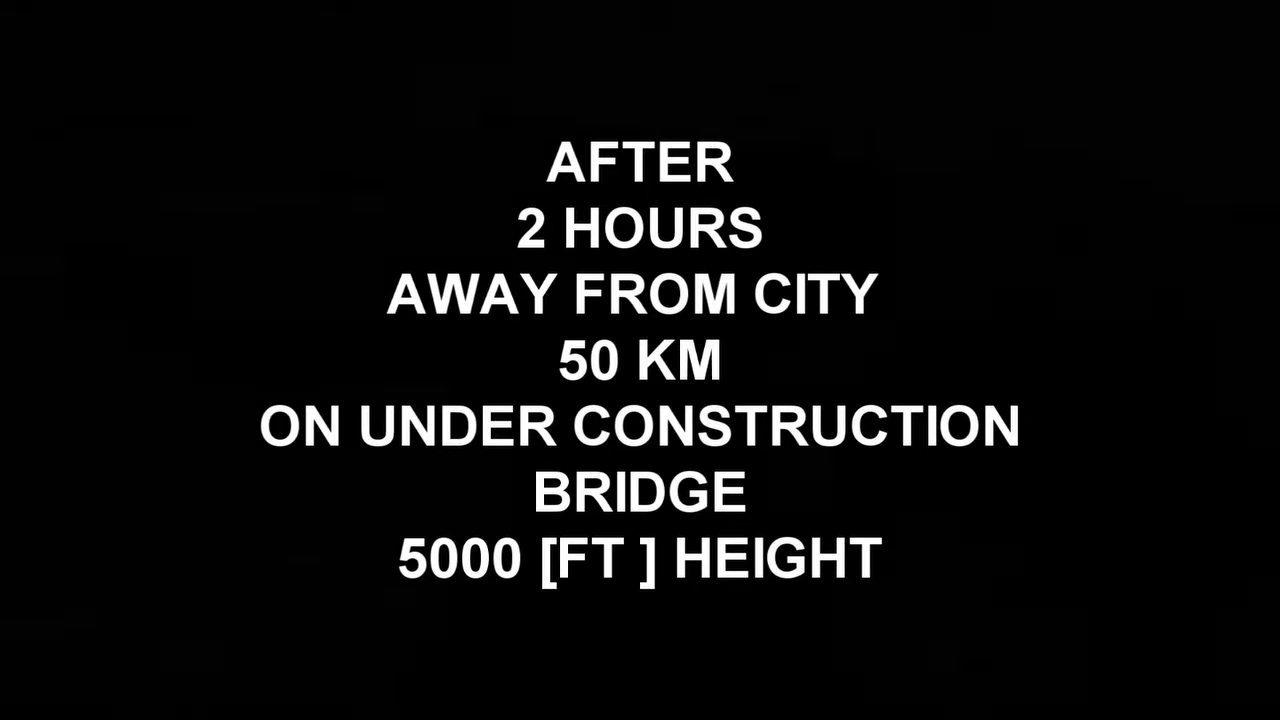 AFTER
2 HOURS
AWAY FROM CITY
50 KM
ON UNDER CONSTRUCTION
BRIDGE
5000 [FT ] HEIGHT